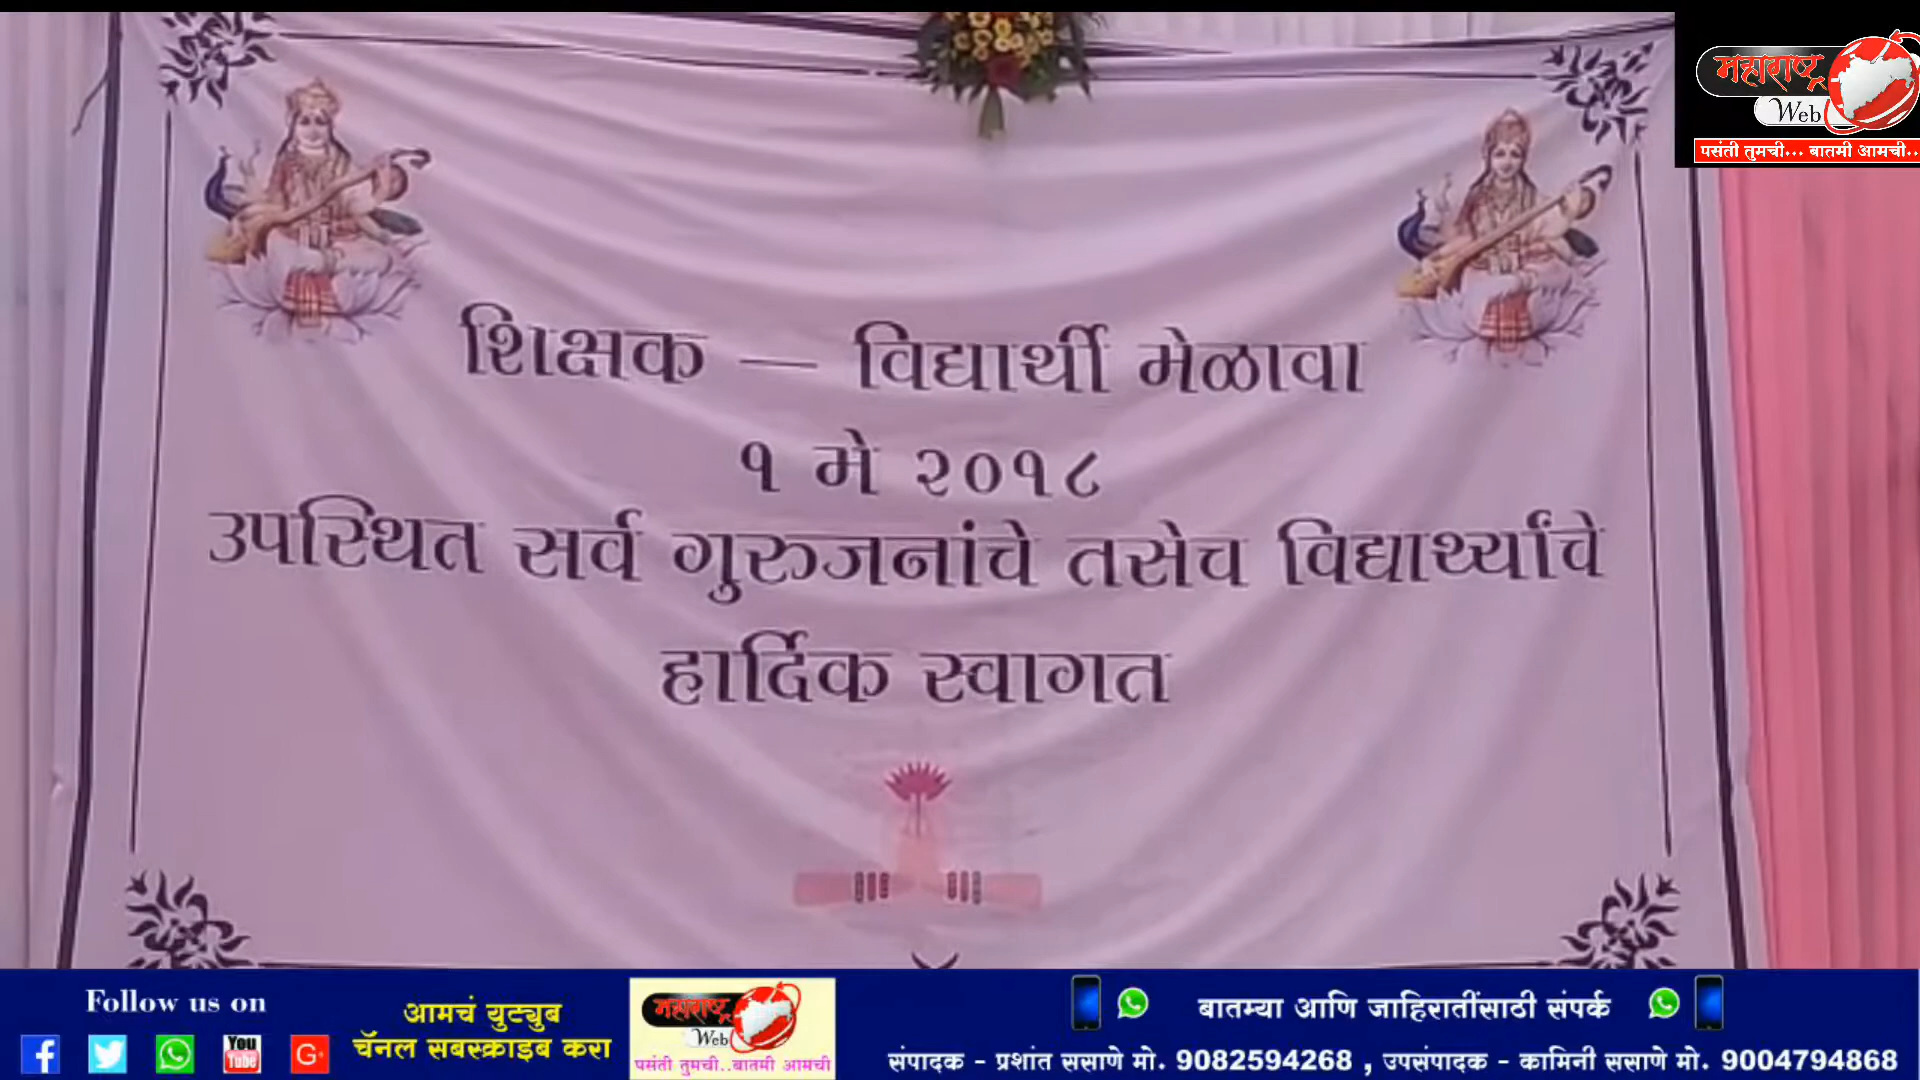 महाराष्ट्र
Web
पसंती तुमची... बातमी आमची..
शिक्षक – विद्यार्थी मेळावा
१ मे २०१८
उपस्थित सर्व गुरुजनांचे तसेच विद्यार्थ्यांचे
हार्दिक स्वागत
Follow us on
You
Tube
G+
आमचं युट्युब
चॅनल सबस्क्राइब करा
महाराष्ट्र
Web
पसंती तुमची..बातमी आमची
बातम्या आणि जाहिरातींसाठी संपर्क
संपादक - प्रशांत ससाणे मो. 9082594268 , उपसंपादक - कामिनी ससाणे मो. 9004794868